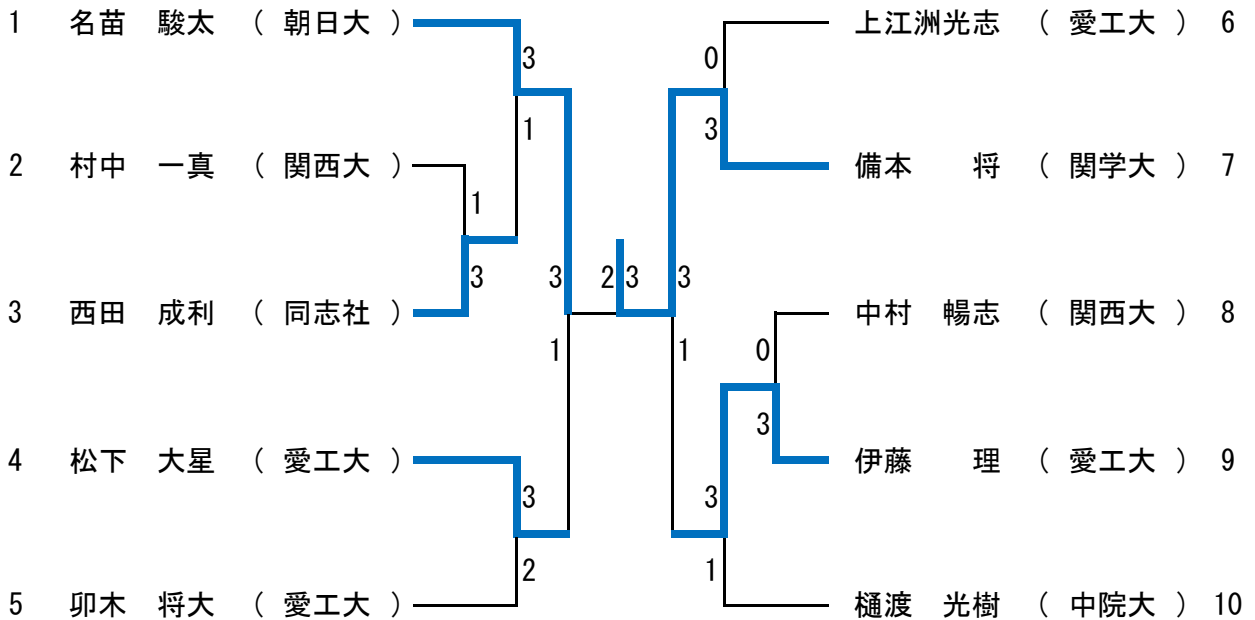 1 名苗 駿太 （ 朝日大 ）
3
1
2 村中 一真 （ 関西大 ）
1
3
3 西田 成利 （ 同志社 ）
3
1
4 松下 大星 （ 愛工大 ）
3
2
5 卯木 将大 （ 愛工大 ）
2 3
上江洲光志 （ 愛工大 ） 6
0
3
備本 将 （ 関学大 ） 7
3
1
中村 暢志 （ 関西大 ） 8
0
3
伊藤 理 （ 愛工大 ） 9
3
1
樋渡 光樹 （ 中院大 ） 10